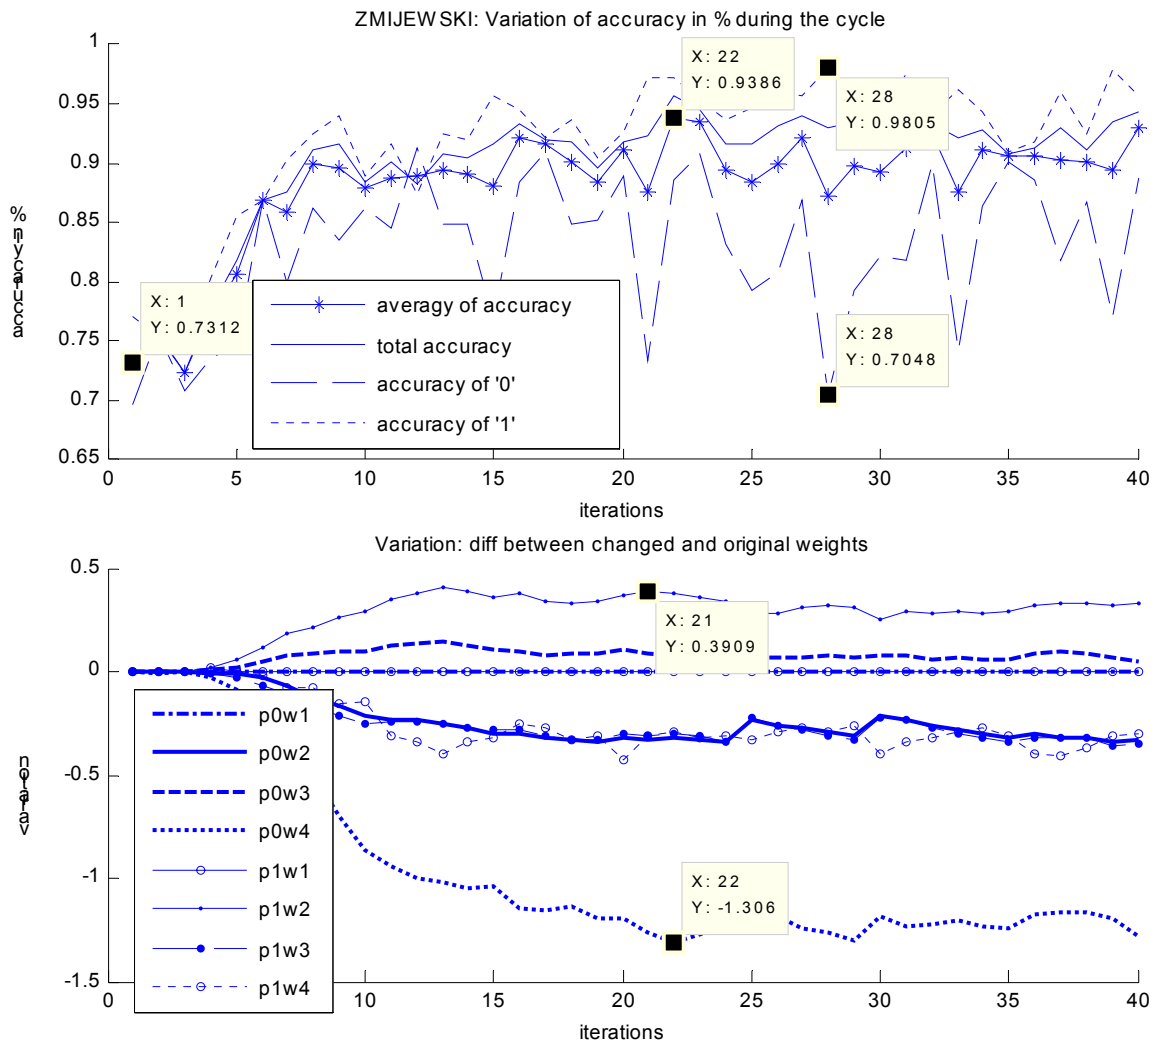 ZMIJEWSKI: Variation of accuracy in % during the cycle
1
0.95
0.9
0.85
0.8
0.75
0.7
0.65
0
5
10
15
20
25
30
35
40
iterations
X: 22
Y: 0.9386
X: 28
Y: 0.9805
X: 1
Y: 0.7312
X: 28
Y: 0.7048
averagy of accuracy
total accuracy
accuracy of '0'
accuracy of '1'
Variation: diff between changed and original weights
0.5
0
-0.5
-1
-1.5
0
5
10
15
20
25
30
35
40
iterations
X: 21
Y: 0.3909
X: 22
Y: -1.306
p0w1
p0w2
p0w3
p0w4
p1w1
p1w2
p1w3
p1w4